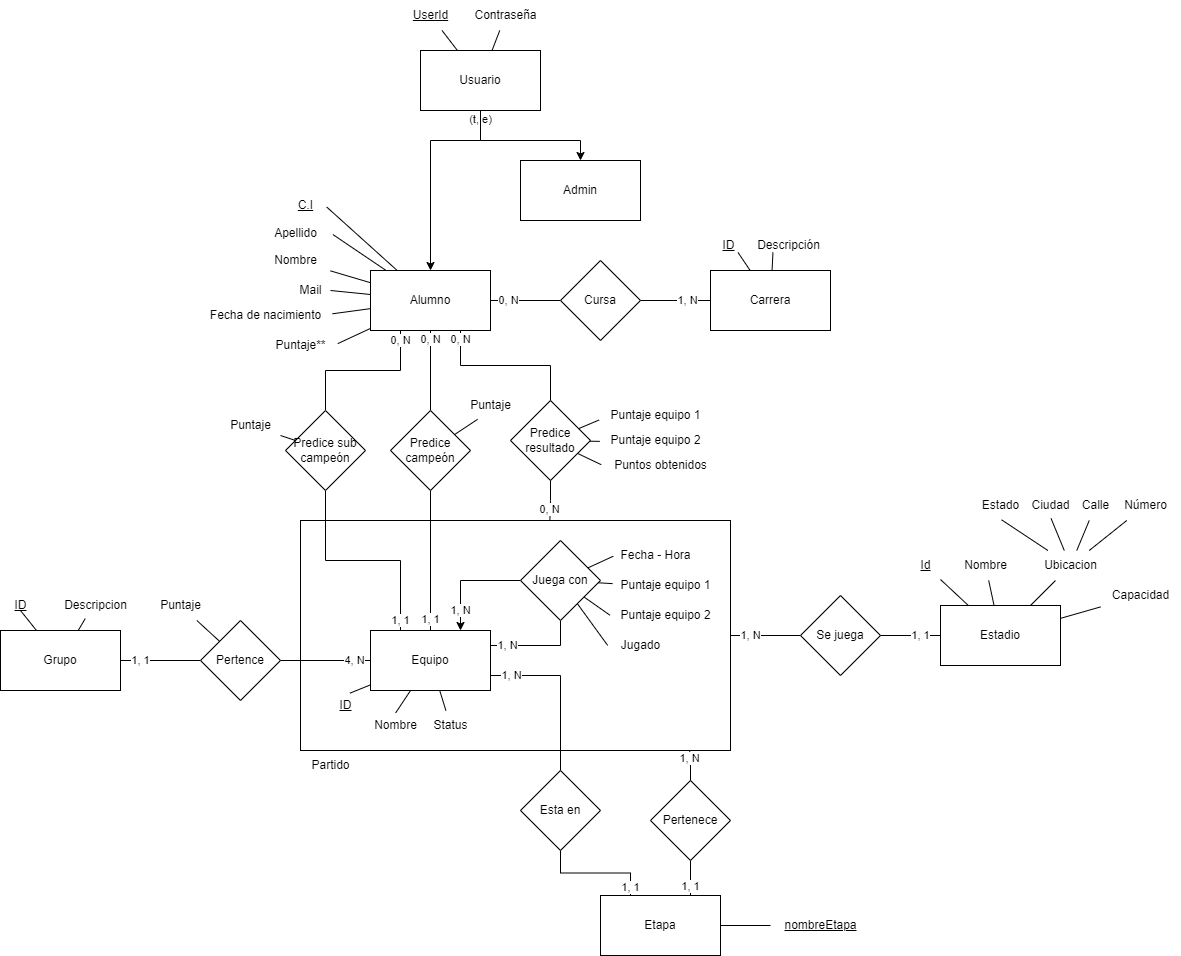 UserId
Contraseña
Usuario
(t, e)
Admin
C.I
Apellido
Nombre
Mail
Fecha de nacimiento
Puntaje**
Alumno
0, N
Cursa
1, N
ID
Descripción
Carrera
0, N
0, N
0, N
Puntaje
Predice sub
campeón
Puntaje
Predice
campeón
Predice
resultado
Puntaje equipo 1
Puntaje equipo 2
Puntos obtenidos
0, N
Juega con
Fecha - Hora
Puntaje equipo 1
Puntaje equipo 2
Jugado
1, N
1, 1
1, 1
ID
Descripcion
Grupo
1, 1
Puntaje
Pertence
4, N
Equipo
1, N
1, N
ID
Nombre
Status
Partido
1, N
Se juega
1, 1
Estado
Ciudad
Calle
Número
Id
Nombre
Ubicacion
Capacidad
Estadio
1, N
Esta en
Pertenece
1, 1
1, 1
Etapa
nombreEtapa